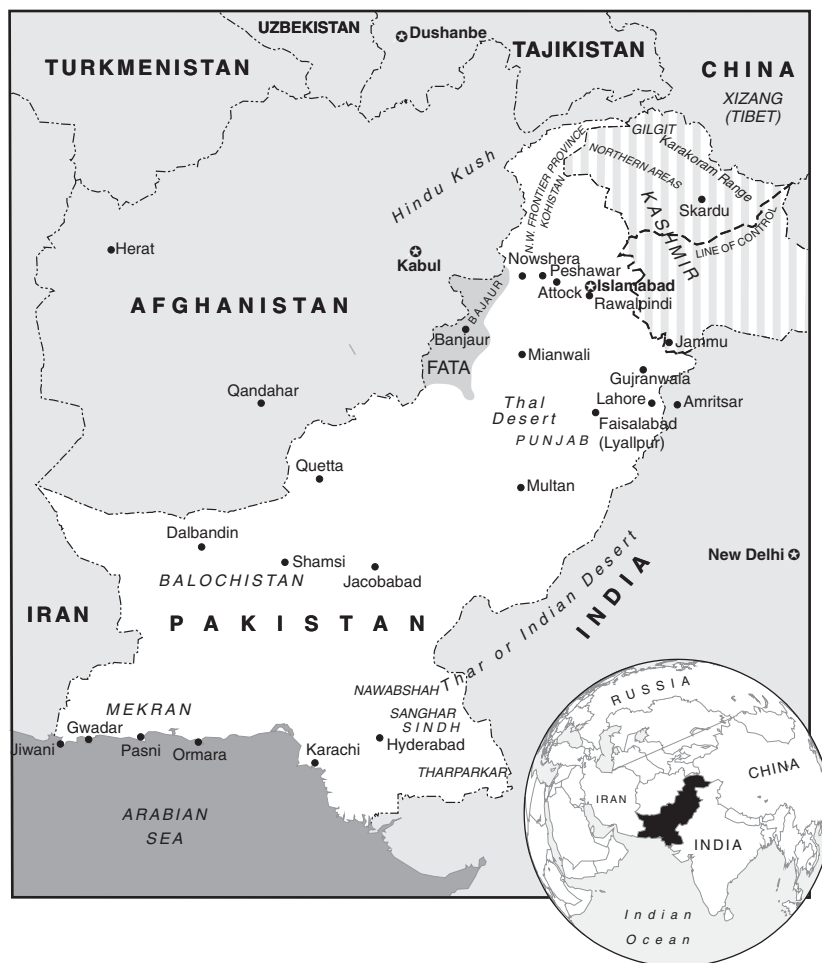 UZBEKISTAN
Dushanbe
TAJIKISTAN
TURKMENISTAN
CHINA
XIZANG
(TIBET)
GILGIT
Karakoram Range
NORTHERN AREAS
N.W. FRONTIER PROVINCE
KOHISTAN
Hindu Kush
Skardu
KASHMIR
LINE OF CONTROL
Herat
Kabul
Nowshera
Peshawar
Islamabad
Attock
Rawalpindi
AFGHANISTAN
BAJAUR
Banjaur
FATA
Mianwali
Jammu
Gujranwala
Qandahar
Thal
Desert
Lahore
Amritsar
PUNJAB
Faisalabad
(Lyallpur)
Quetta
Multan
Dalbandin
Shamsi
Jacobabad
BALOCHISTAN
New Delhi
IRAN
PAKISTAN
Thar or Indian Desert
INDIA
NAWABSHAH
MEKRAN
SANGHAR
SINDH
Gwadar
Jiwani
Pasni
Ormara
Karachi
Hyderabad
THARPARKAR
ARABIAN
SEA
RUSSIA
CHINA
IRAN
INDIA
Indian
Ocean